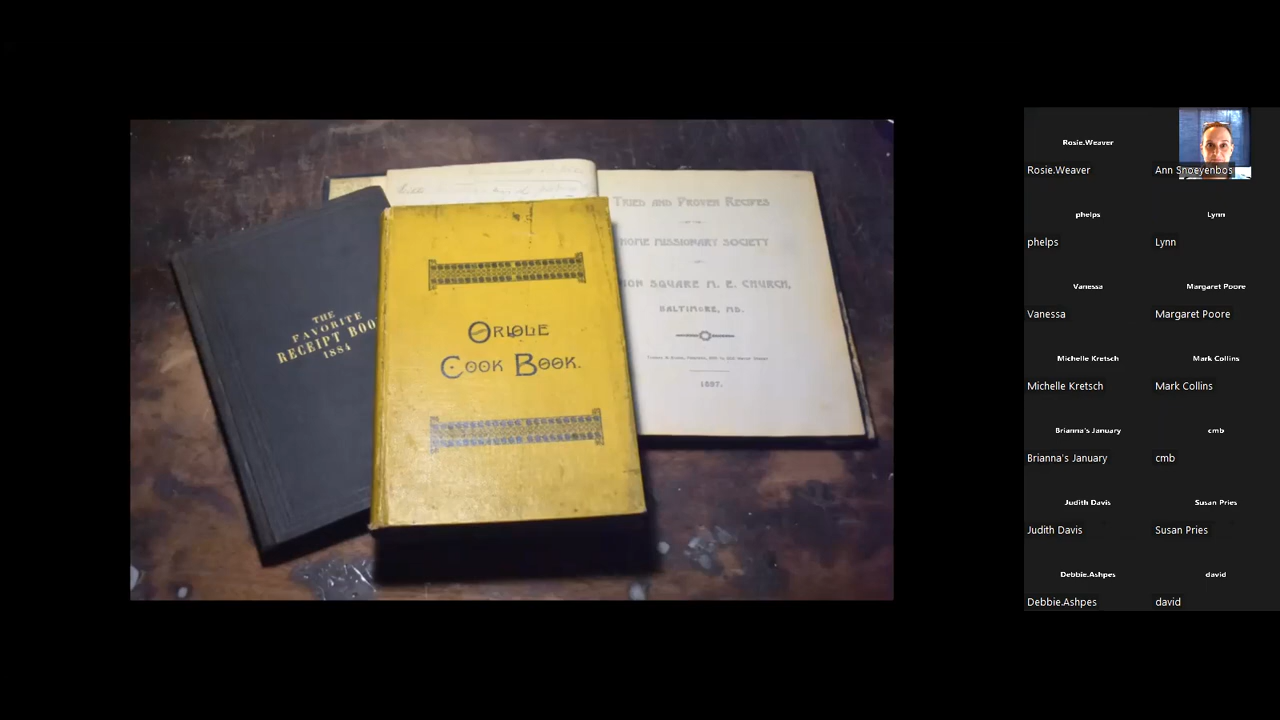 THE
FAVORITE
RECEIPT BOO
1884
ORIOLE
COOK BOOK.
TRIED AND PROVEN RECIPES
HOME MISSIONARY SOCIETY
SQUARE M. E. CHURCH,
BALTIMORE, MD.
1897.
Rosie.Weaver
Rosie.Weaver
Ann Snoeyenbos
phelps
Lynn
phelps
Lynn
Vanessa
Margaret Poore
Vanessa
Margaret Poore
Michelle Kretsch
Mark Collins
Michelle Kretsch
Mark Collins
Brianna's January
cmb
Brianna's January
cmb
Judith Davis
Susan Pries
Judith Davis
Susan Pries
Debbie.Ashpes
david
Debbie.Ashpes
david